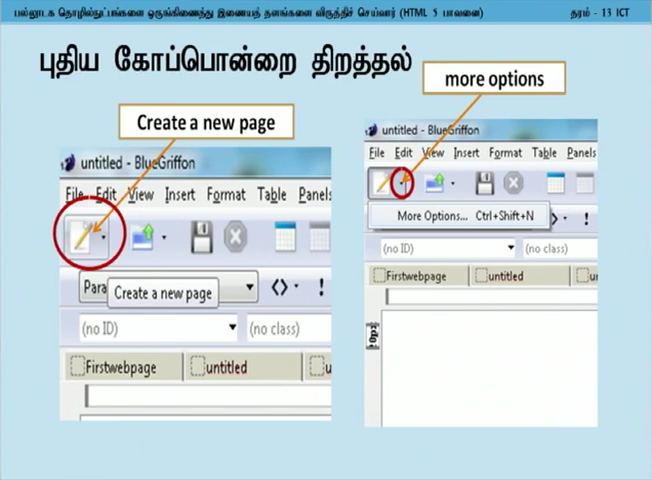 பல்லூடக தொழில்நுட்பங்களை ஒருங்கிணைத்து இணையத் தளங்களை விருத்திச் செய்வார் (HTML 5 பாவனை)
தரம் - 13 ICT
புதிய கோப்பொன்றை திறத்தல்
more options
Create a new page
untitled - BlueGriffon
File Edit View Insert Format Table Panels
Para
Create a new page
(no ID) (no class)
Firstwebpage untitled
untitled - BlueGriffon
File Edit View Insert Format Table Panels
More Options... Ctrl+Shift+N
(no ID) (no class)
Firstwebpage untitled un